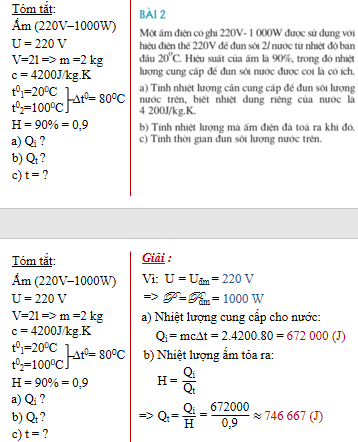 Tóm tắt:
Ấm (220V–1000W)
U = 220 V
V=2l => m =2 kg
c = 4200J/kg.K
t⁰₁=20⁰C
t⁰₂=100⁰C
Δt⁰= 80⁰C
H = 90% = 0,9
a) Qᵢ ?
b) Qₜ ?
c) t = ?
BÀI 2
Một ấm điện có ghi 220V- 1 000W được sử dụng với
hiệu điện thế 220V để đun sôi 2l nước từ nhiệt độ ban
đầu 20⁰C. Hiệu suất của ấm là 90%, trong đó nhiệt
lượng cung cấp để đun sôi nước được coi là có ích.
a) Tính nhiệt lượng cần cung cấp để đun sôi lượng
nước trên, biết nhiệt dung riêng của nước là
4 200J/kg.K.
b) Tính nhiệt lượng mà ấm điện đã toả ra khi đó.
c) Tính thời gian đun sôi lượng nước trên.
Tóm tắt:
Ấm (220V–1000W)
U = 220 V
V=2l => m =2 kg
c = 4200J/kg.K
t⁰₁=20⁰C
t⁰₂=100⁰C
Δt⁰= 80⁰C
H = 90% = 0,9
a) Qᵢ ?
b) Qₜ ?
c) t = ?
Giải :
Vì: U = Uđm = 220 V
=> 𝒫 = 𝒫đm = 1000 W
a) Nhiệt lượng cung cấp cho nước:
Qᵢ = mcΔt = 2.4200.80 = 672 000 (J)
b) Nhiệt lượng ấm tỏa ra:
H = Qᵢ / Qₜ
=> Qₜ = Qᵢ / H = 672000 / 0,9 ≈ 746 667 (J)